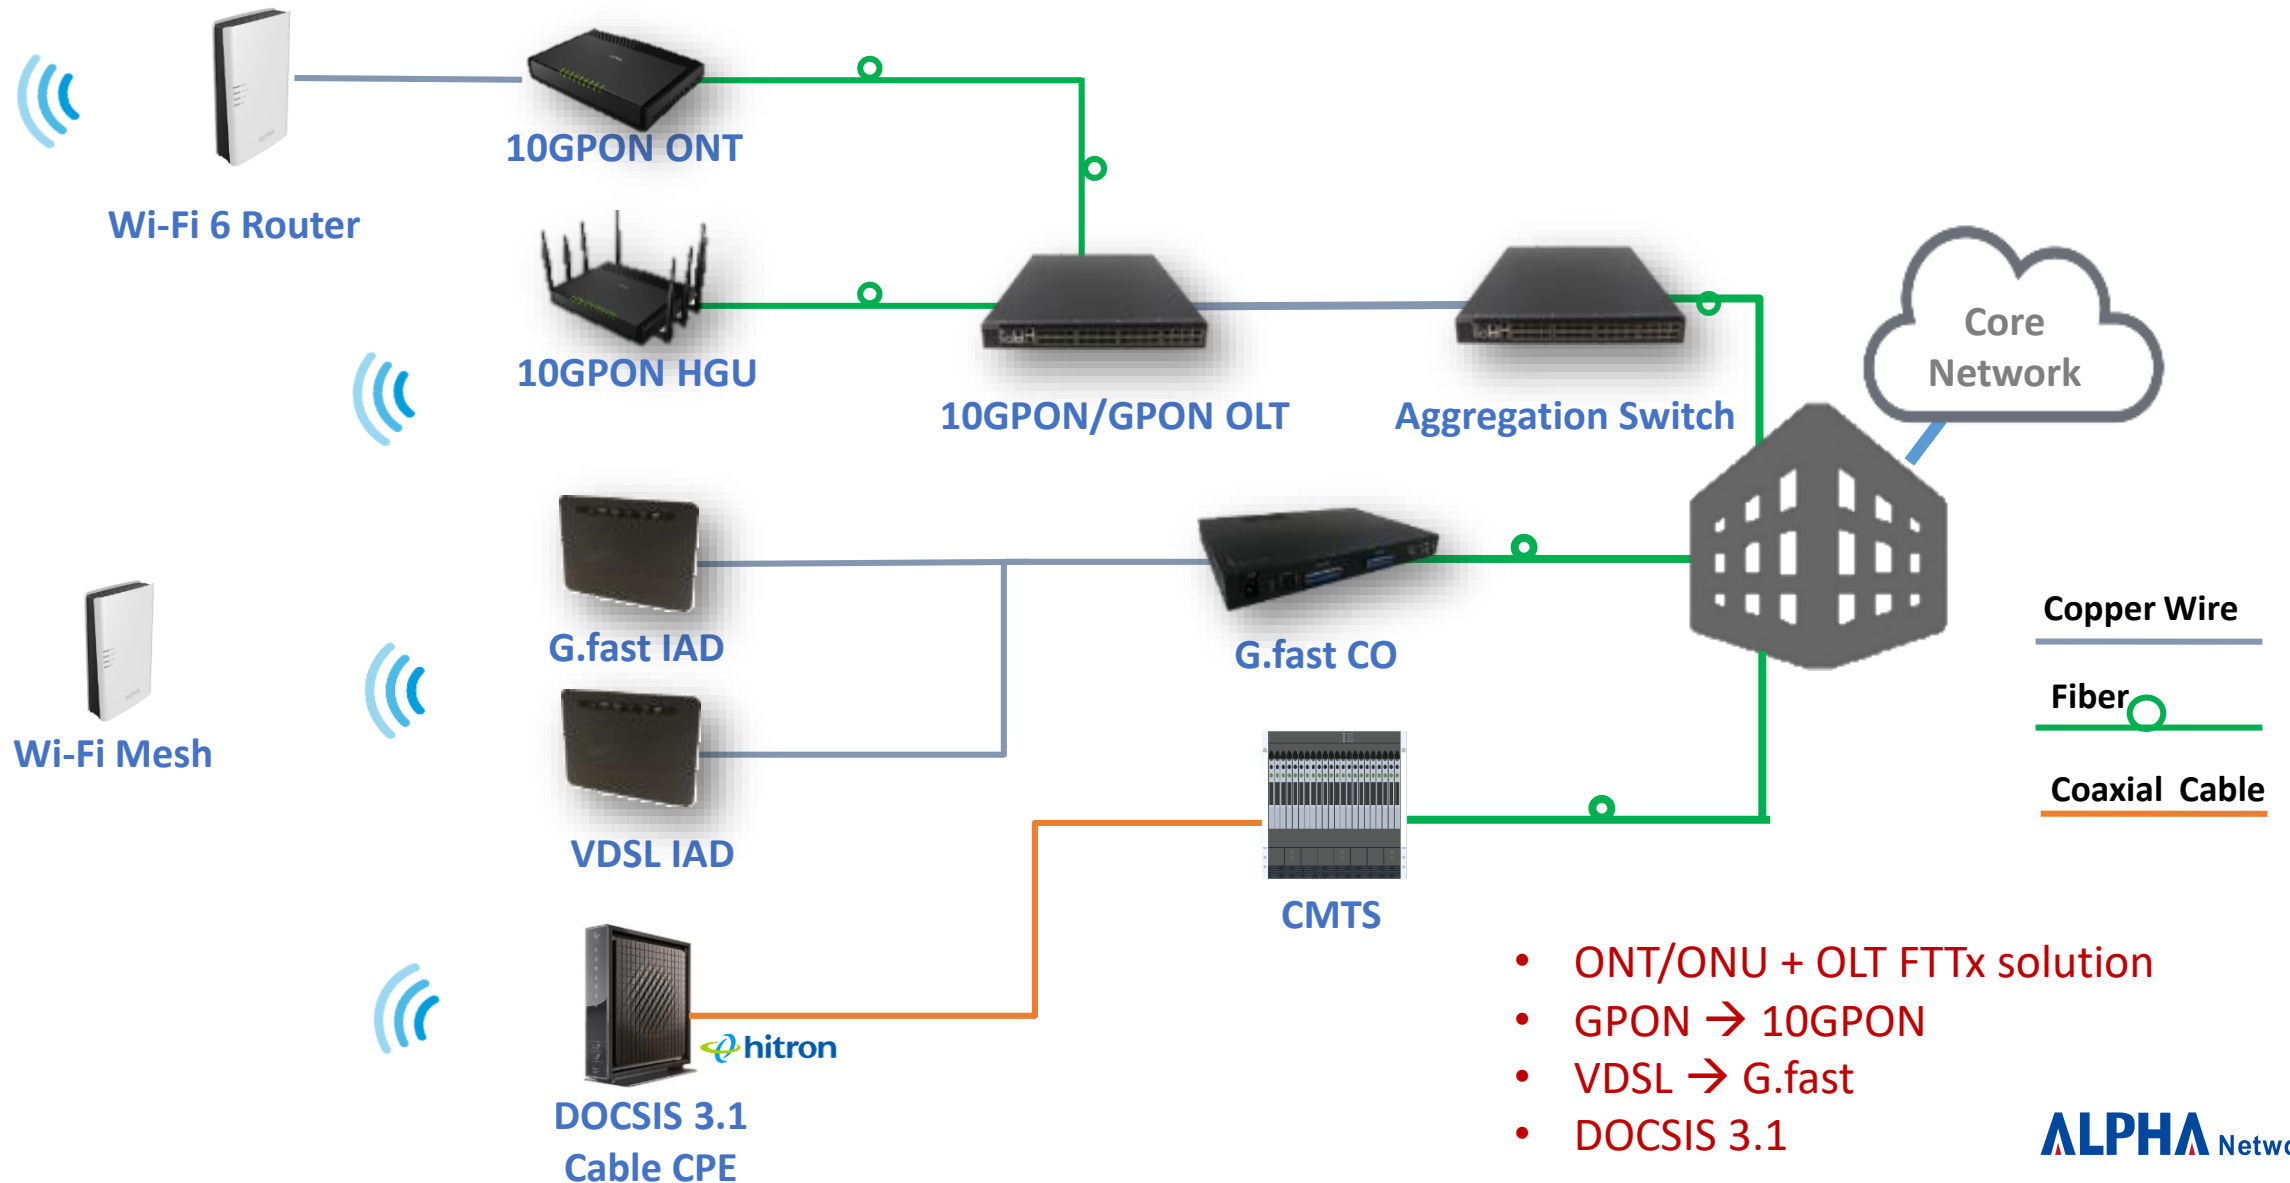 10GPON ONT
Wi-Fi 6 Router
10GPON HGU
10GPON/GPON OLT
Aggregation Switch
Core
Network
G.fast IAD
G.fast CO
Wi-Fi Mesh
VDSL IAD
CMTS
Copper Wire
Fiber
Coaxial Cable
hitron
DOCSIS 3.1
Cable CPE
• ONT/ONU + OLT FTTx solution
• GPON → 10GPON
• VDSL → G.fast
• DOCSIS 3.1
ALPHA